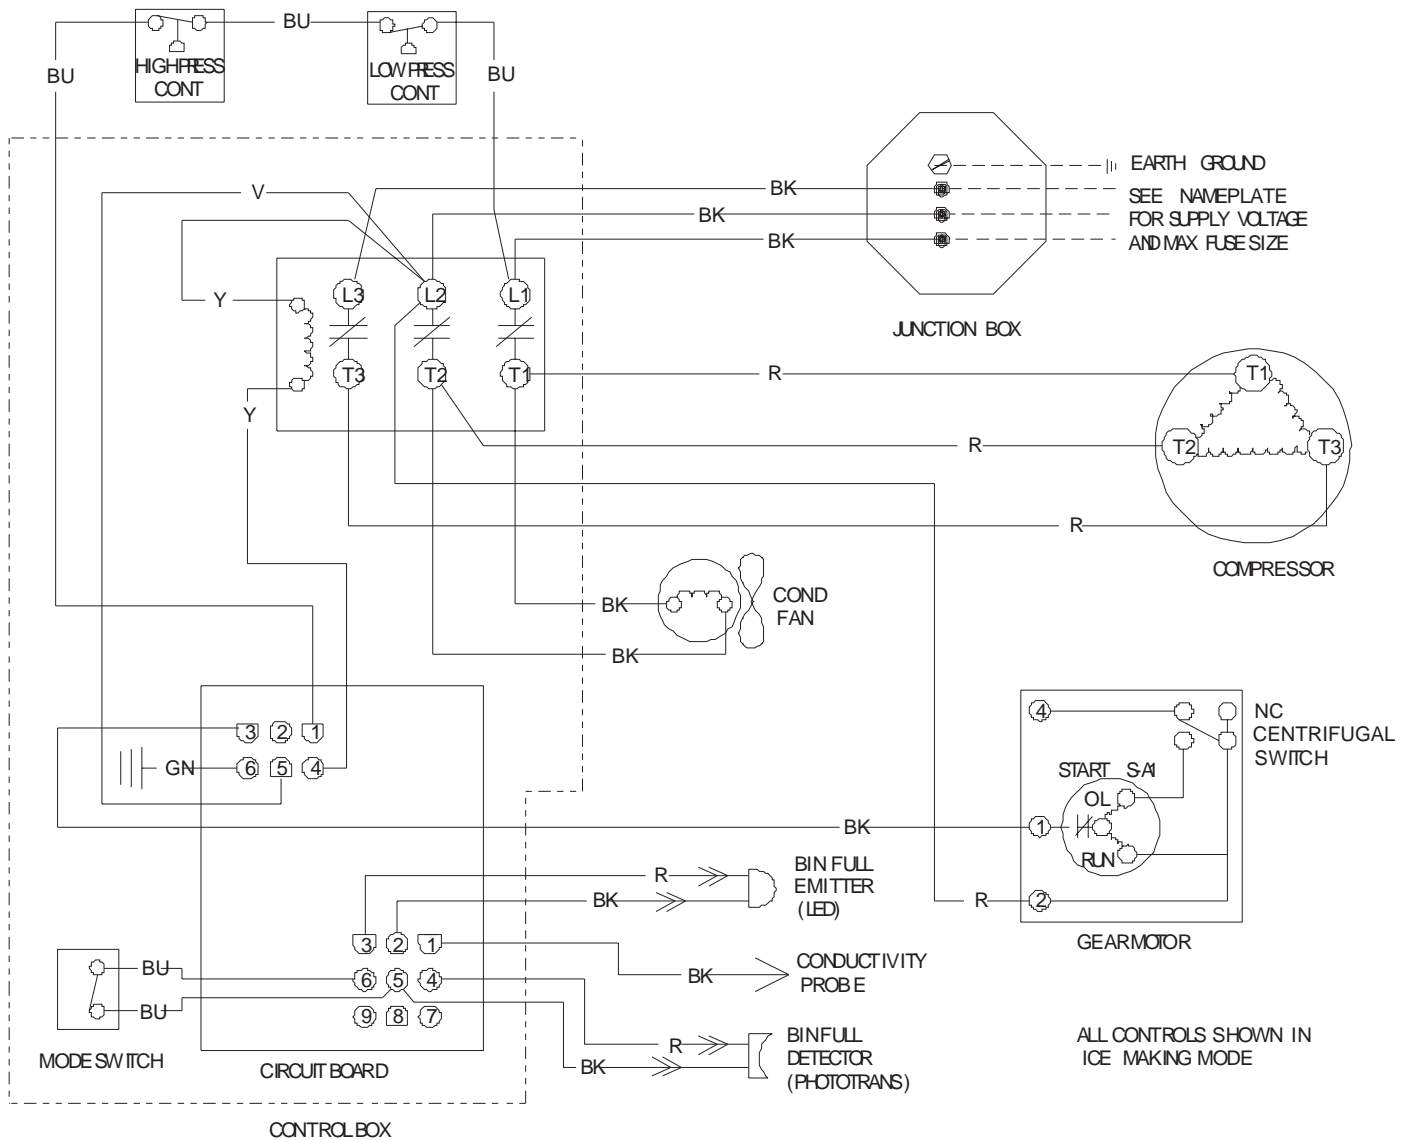 BU
BU
HIGH PRESS
CONT
LOW PRESS
CONT
BU
V
BK
BK
BK
EARTH GROUND
SEE NAMEPLATE
FOR SUPPLY VOLTAGE
AND MAX FUSE SIZE
JUNCTION BOX
Y
L3
L2
L1
T3
T2
T1
Y
R
R
R
T1
T2
T3
COMPRESSOR
BK
BK
COND
FAN
3 2 1
6 5 4
GN
BK
4
NC
CENTRIFUGAL
SWITCH
START S-A1
OL
1
RUN
R
2
GEARMOTOR
R
BK
BIN FULL
EMITTER
(LED)
3 2 1
6 5 4
9 8 7
BK
CONDUCTIVITY
PROBE
BU
BU
MODE SWITCH
CIRCUIT BOARD
R
BK
BIN FULL
DETECTOR
(PHOTOTRANS)
ALL CONTROLS SHOWN IN
ICE MAKING MODE
CONTROL BOX